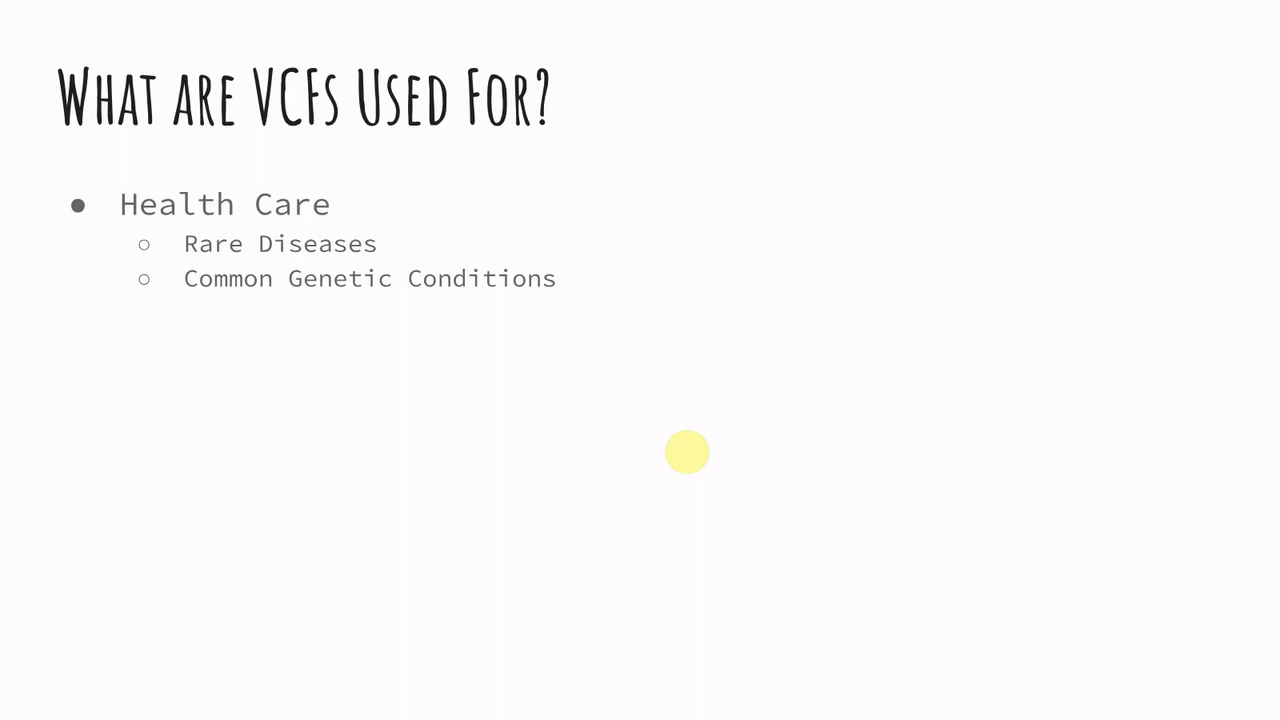 What are VCFs Used For?
● Health Care
○ Rare Diseases
○ Common Genetic Conditions